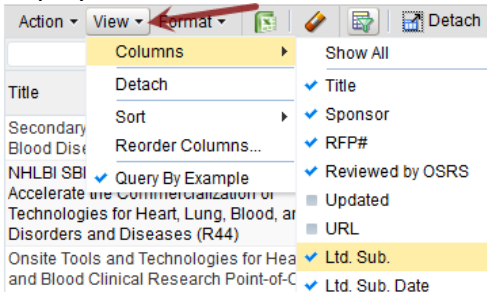 Action View Format Detach
Columns
Detach
Sort
Reorder Columns...
Query By Example
Show All
Title
Sponsor
RFP#
Reviewed by OSRS
Updated
URL
Ltd. Sub.
Ltd. Sub. Date
Title
Secondary
Blood Dise
NHLBI SBI
Accelerate the Commercialization of
Technologies for Heart, Lung, Blood, a
Disorders and Diseases (R44)
Onsite Tools and Technologies for Hea
and Blood Clinical Research Point-of-C